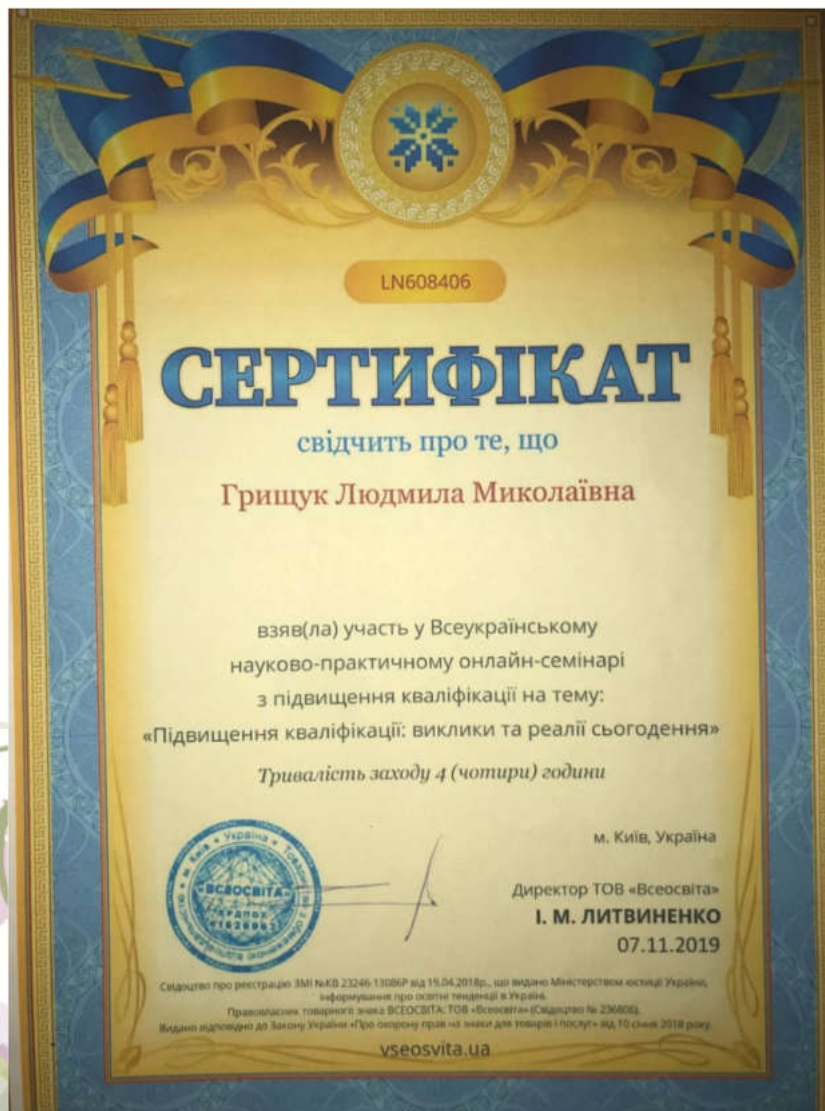 LN608406
СЕРТИФІКАТ
свідчить про те, що
Грищук Людмила Миколаївна
взяв(ла) участь у Всеукраїнському
науково-практичному онлайн-семінарі
з підвищення кваліфікації на тему:
«Підвищення кваліфікації: виклики та реалії сьогодення»
Тривалість заходу 4 (чотири) години
м. Київ, Україна
Директор ТОВ «Всеосвіта»
І. М. ЛИТВИНЕНКО
07.11.2019
м. Київ • Україна •
«ВСЕОСВІТА»
Свідоцтво про реєстрацію ЗМІ №КВ 23246-13086Р від 19.04.2018р., що видано Міністерством юстиції України,
інформування про освітні тенденції в Україні.
Правовласник товарного знака ВСЕОСВІТА: ТОВ «Всеосвіта» (Свідоцтво № 236808).
Видано відповідно до Закону України «Про охорону прав на знаки для товарів і послуг» від 10 січня 2018 року.
vseosvita.ua